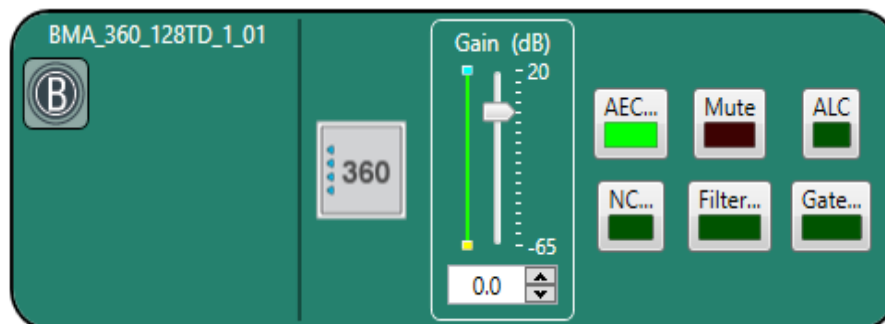 BMA_360_128TD_1_01
B
360
Gain (dB)
20
-65
0.0
AEC...
Mute
ALC
NC...
Filter...
Gate...